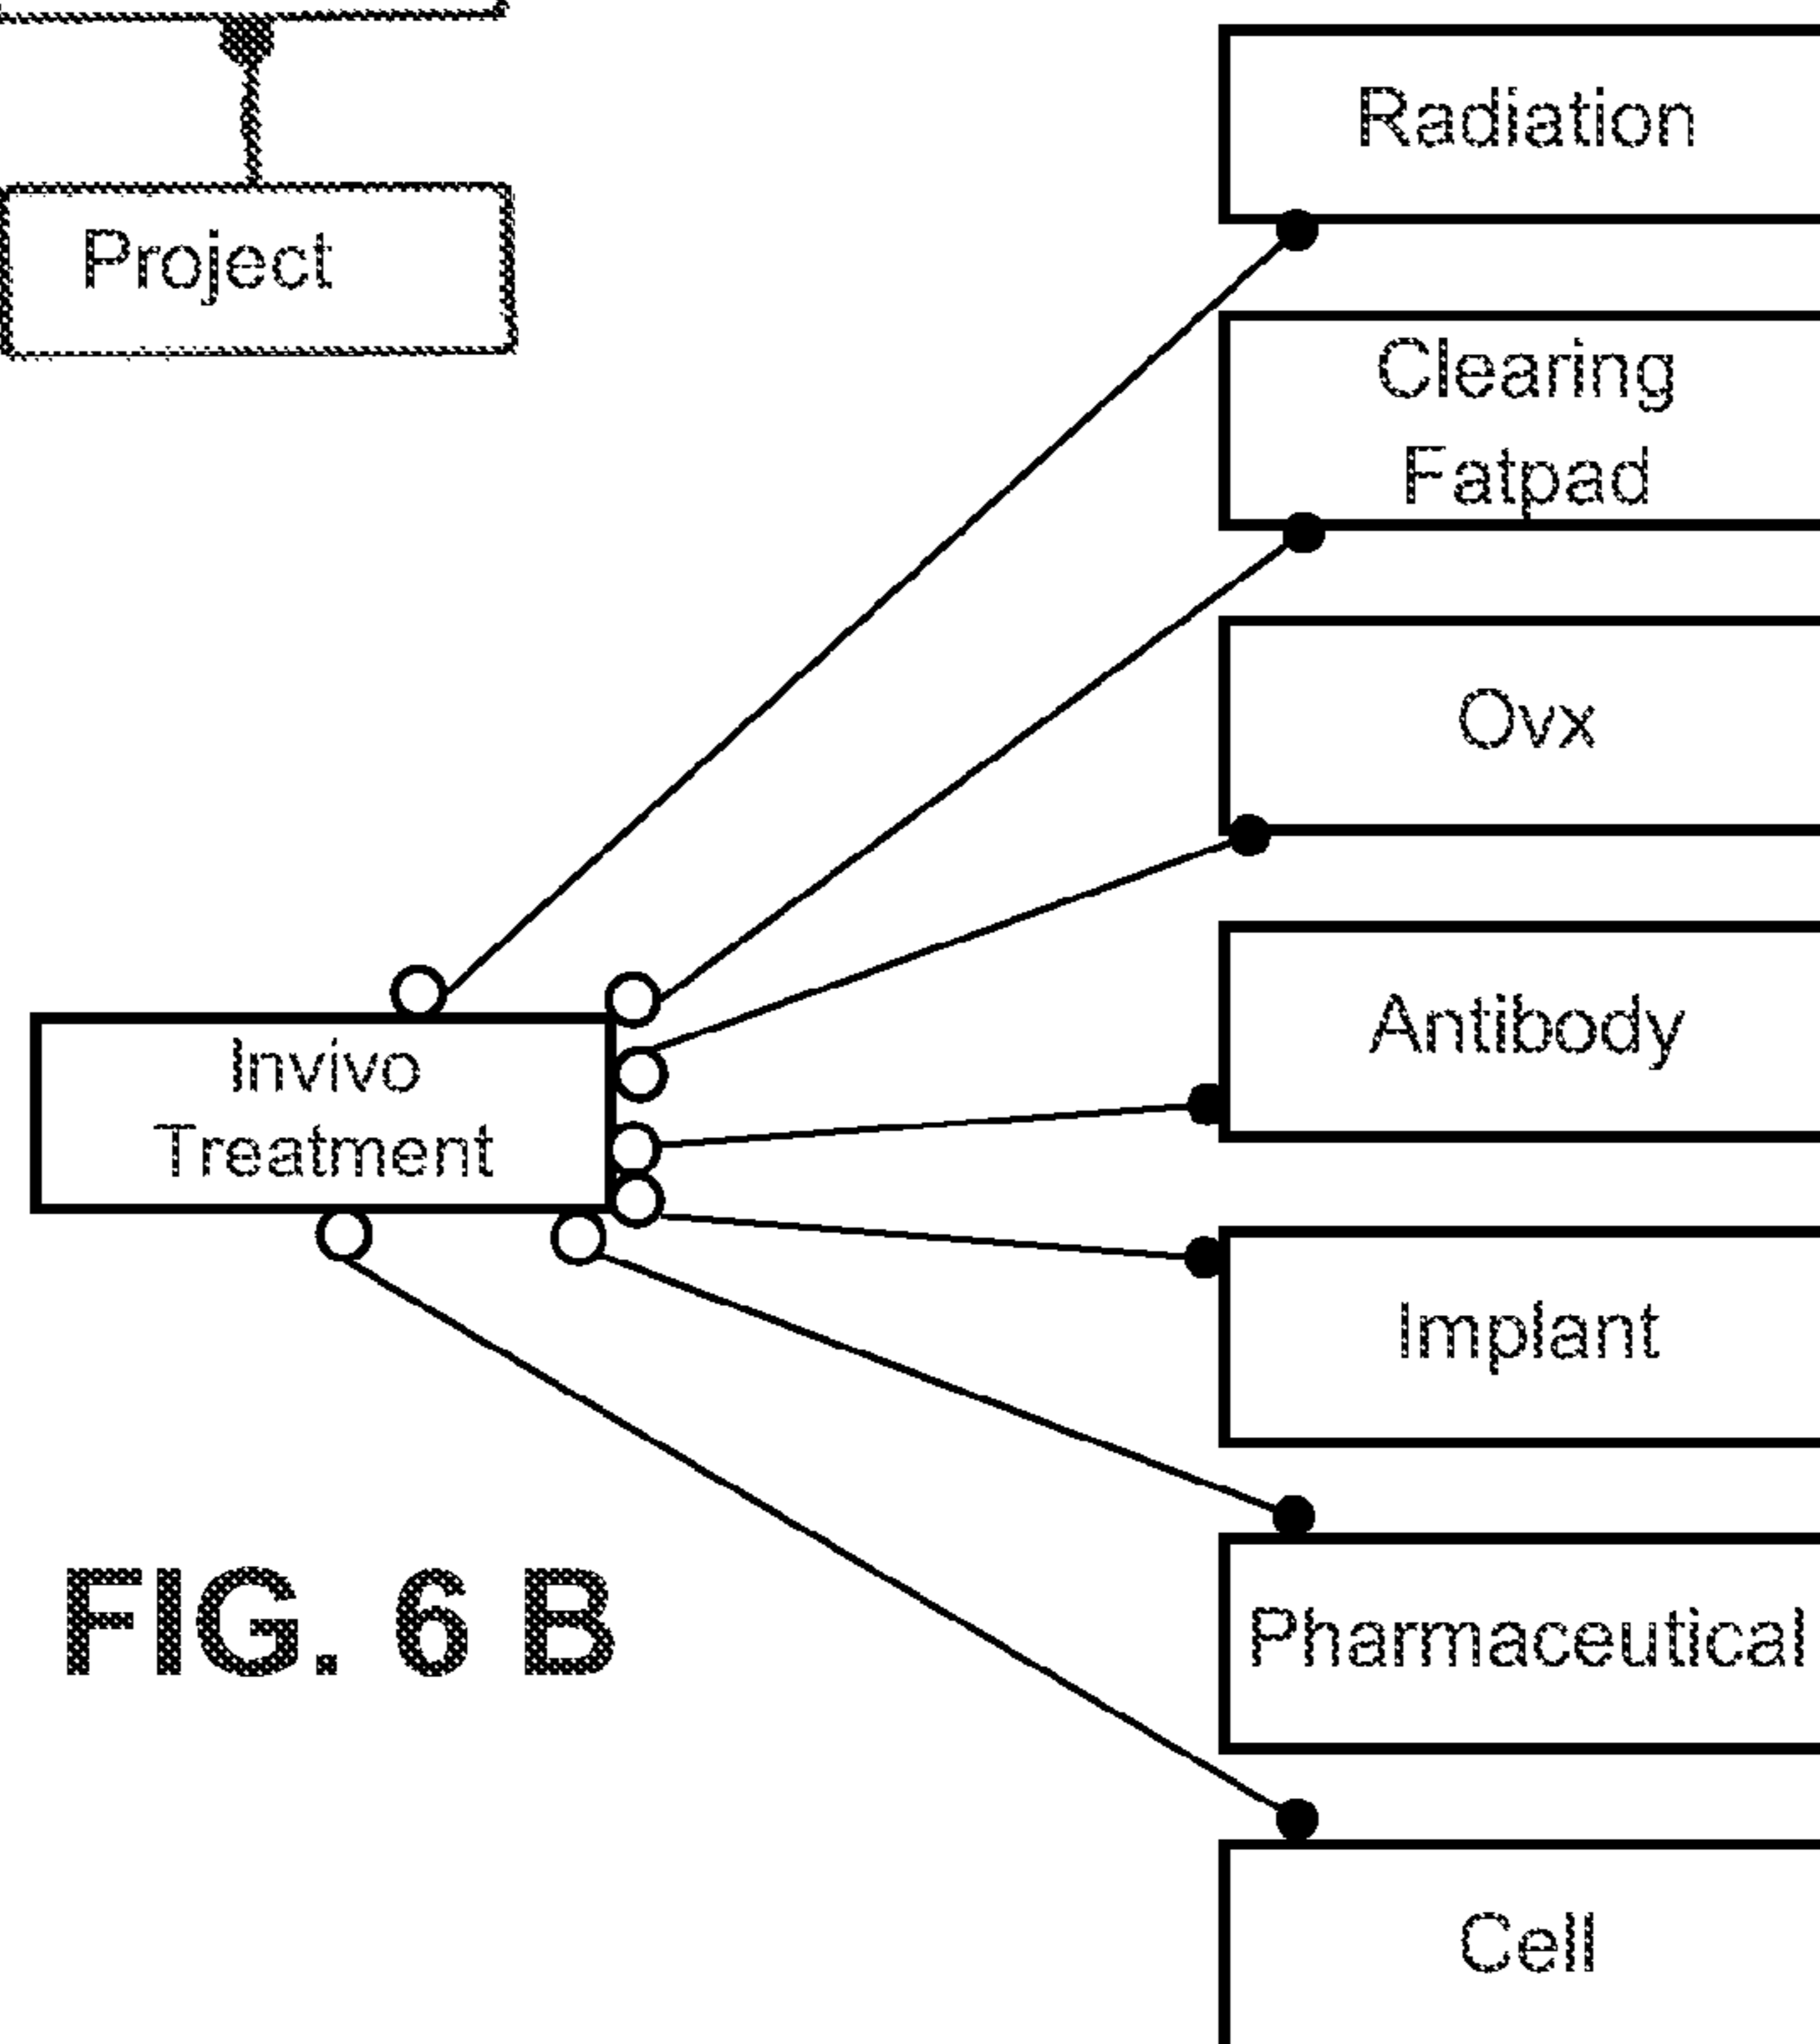 Project
Radiation
Clearing
Fatpad
Ovx
Antibody
Invivo
Treatment
Implant
Pharmaceutical
Cell
FIG. 6 B